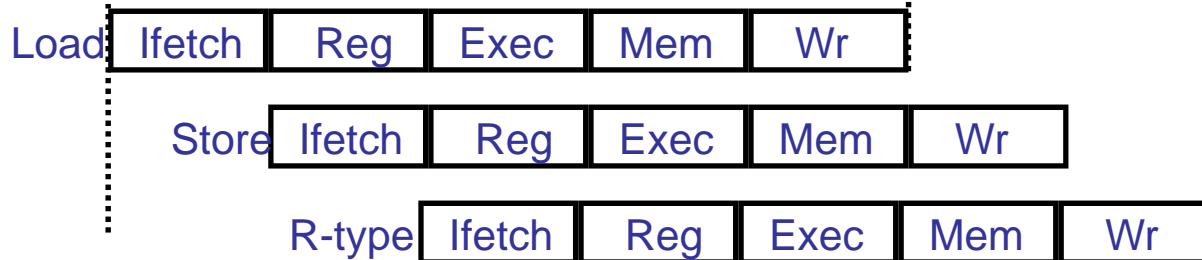 Load Ifetch Reg Exec Mem Wr
Store Ifetch Reg Exec Mem Wr
R-type Ifetch Reg Exec Mem Wr